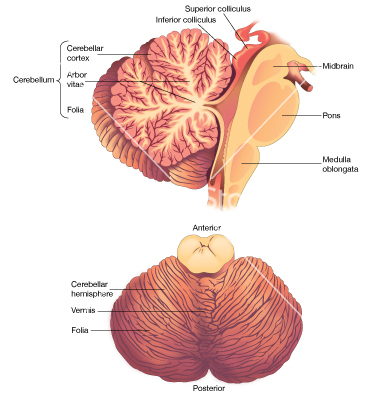 Superior colliculus
Inferior colliculus
Cerebellar
cortex
Cerebellum
Arbor
vitae
Folia
Midbrain
Pons
Medulla
oblongata
Anterior
Cerebellar
hemisphere
Vermis
Folia
Posterior